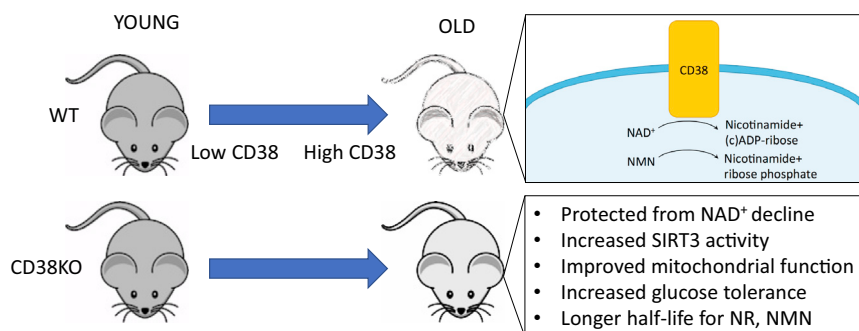 YOUNG
OLD
WT
Low CD38
High CD38
CD38
NAD⁺
Nicotinamide+
(c)ADP-ribose
NMN
Nicotinamide+
ribose phosphate
CD38KO
• Protected from NAD⁺ decline
• Increased SIRT3 activity
• Improved mitochondrial function
• Increased glucose tolerance
• Longer half-life for NR, NMN